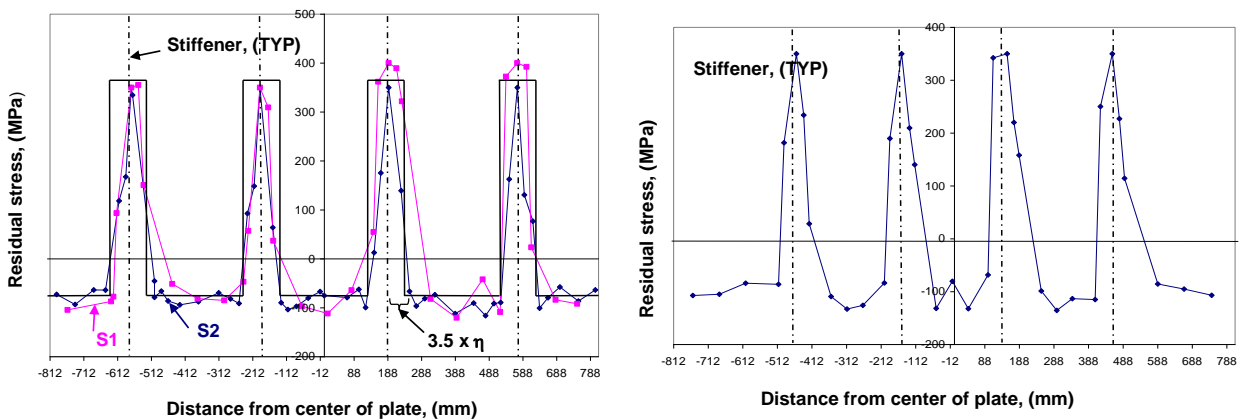 500
400
300
200
100
0
100
200
Stiffener, (TYP)
S1
S2
3.5 x η
Residual stress, (MPa)
-812 -712 -612 -512 -412 -312 -212 -112 -12 88 188 288 388 488 588 688 788
Distance from center of plate, (mm)
400
300
200
100
0
-100
200
Stiffener, (TYP)
Residual stress, (MPa)
-812 -712 -612 -512 -412 -312 -212 -112 -12 88 188 288 388 488 588 688 788
Distance from center of plate, (mm)